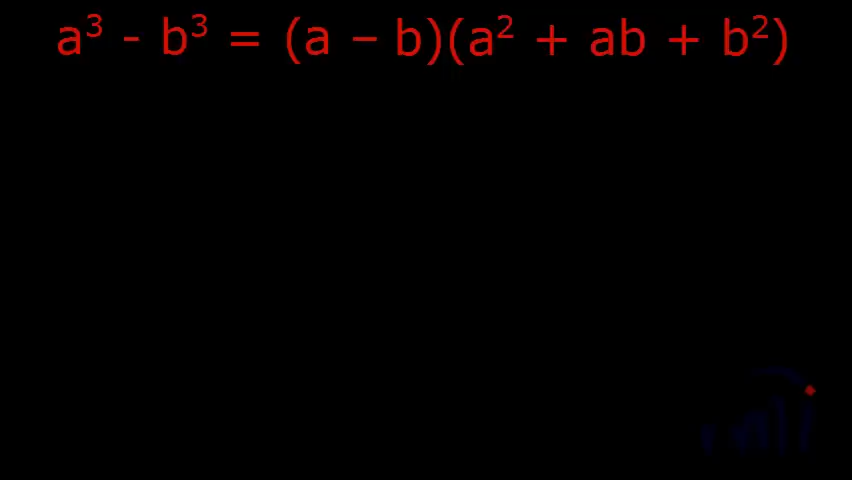 a³ - b³ = (a – b)(a² + ab + b²)